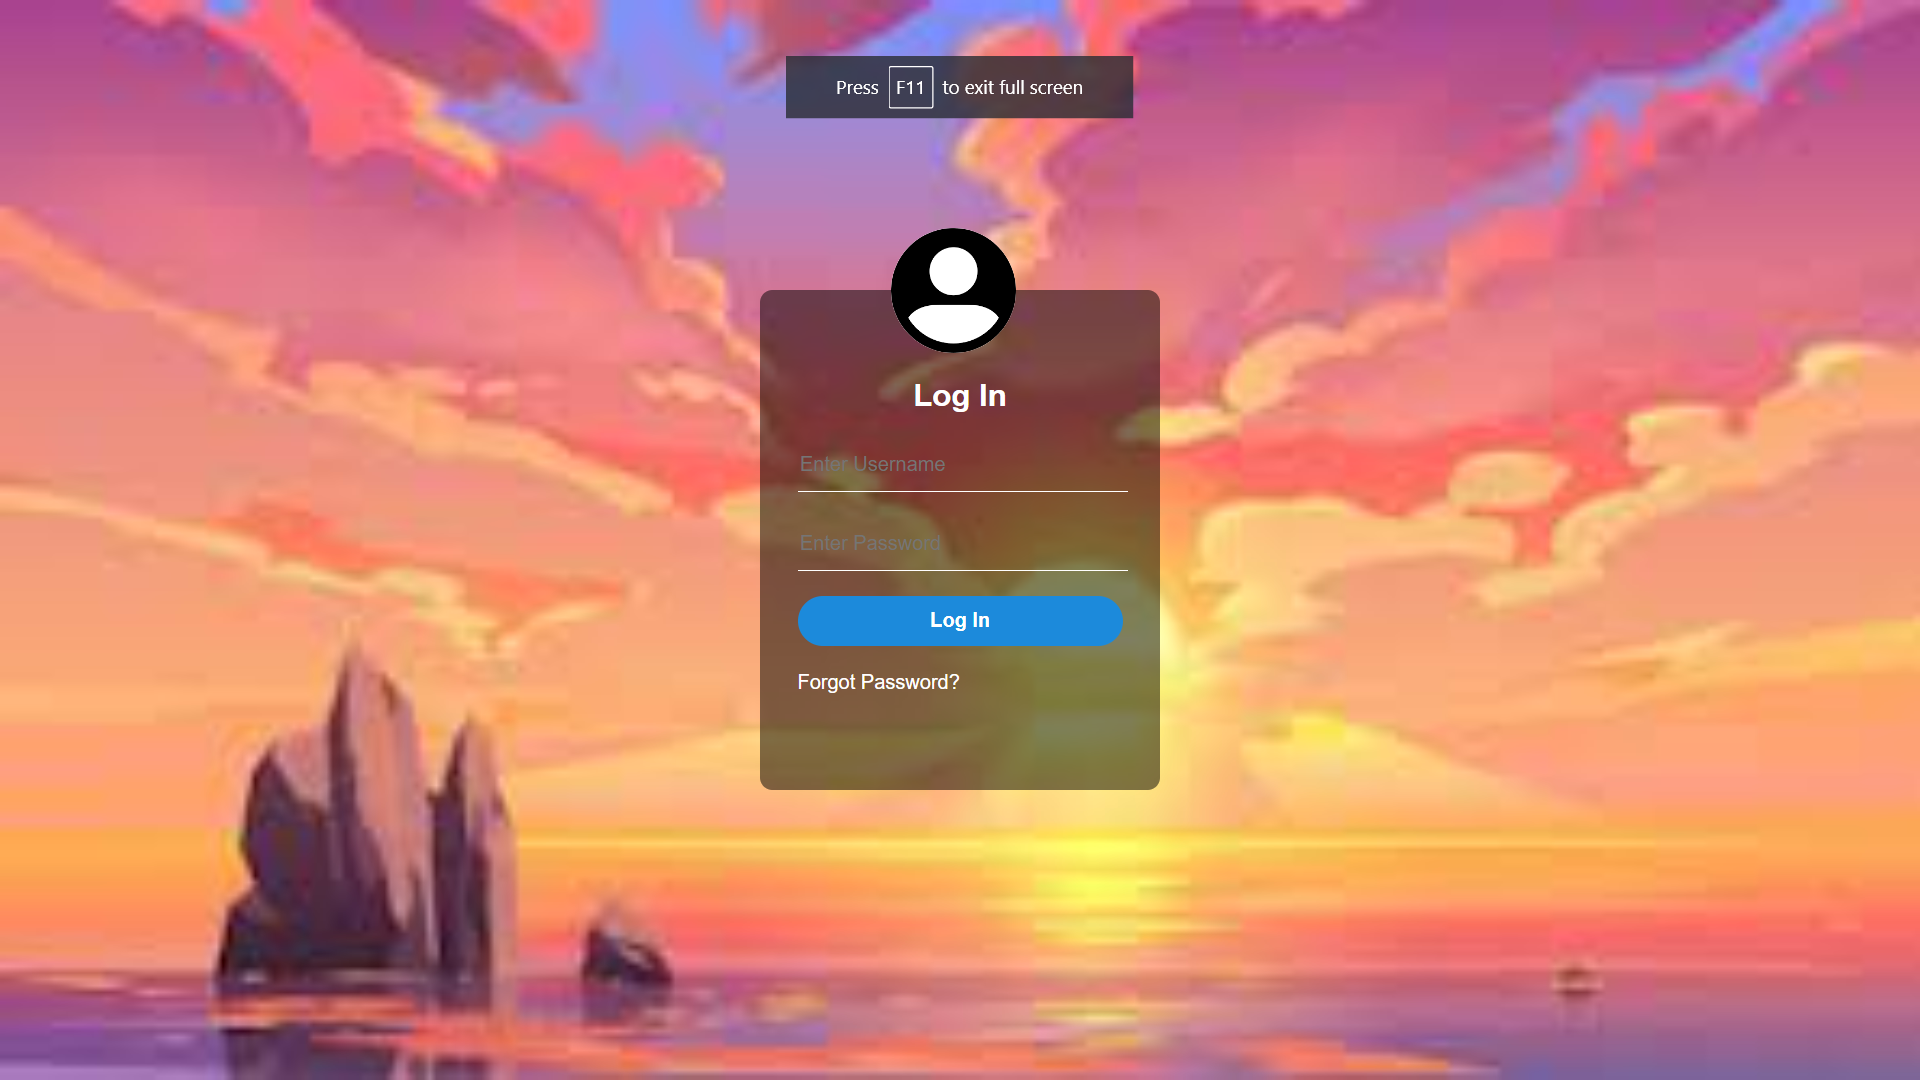 Press F11 to exit full screen
Log In
Enter Username
Enter Password
Log In
Forgot Password?